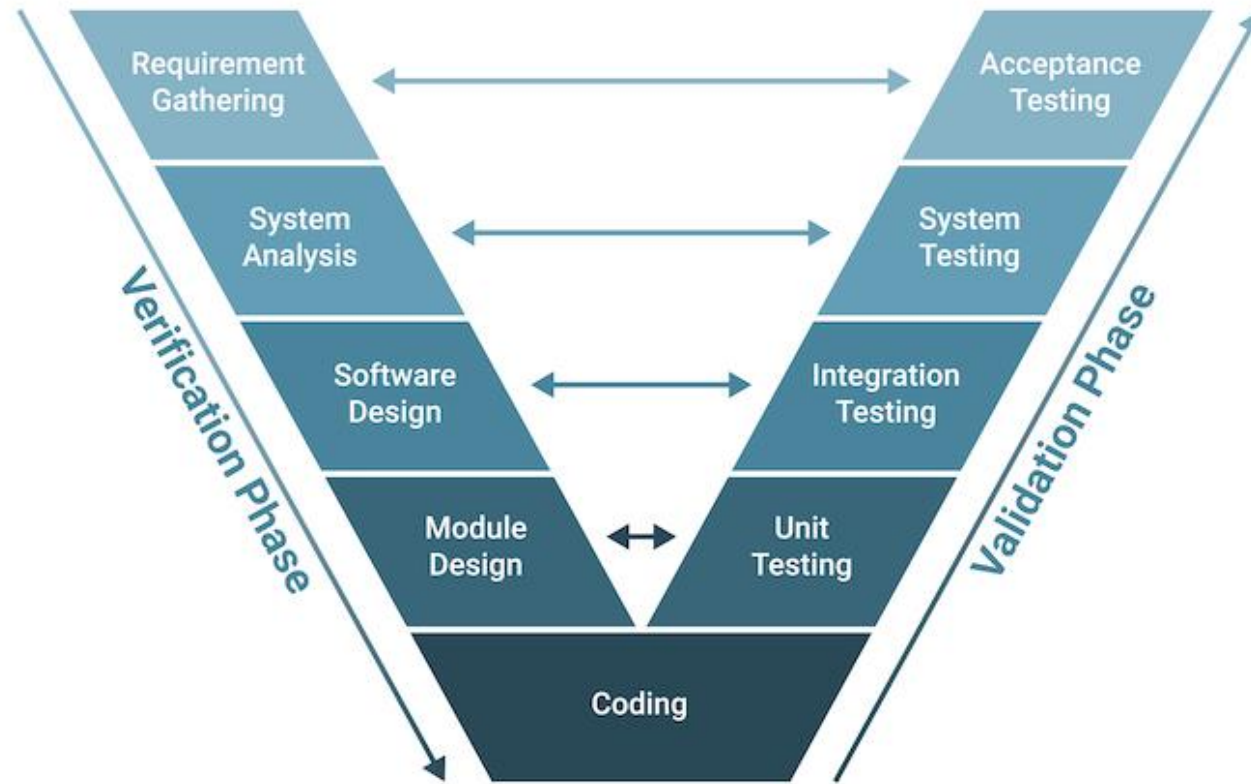 Requirement
Gathering
Acceptance
Testing
System
Analysis
System
Testing
Software
Design
Integration
Testing
Module
Design
Unit
Testing
Coding
Verification Phase
Validation Phase